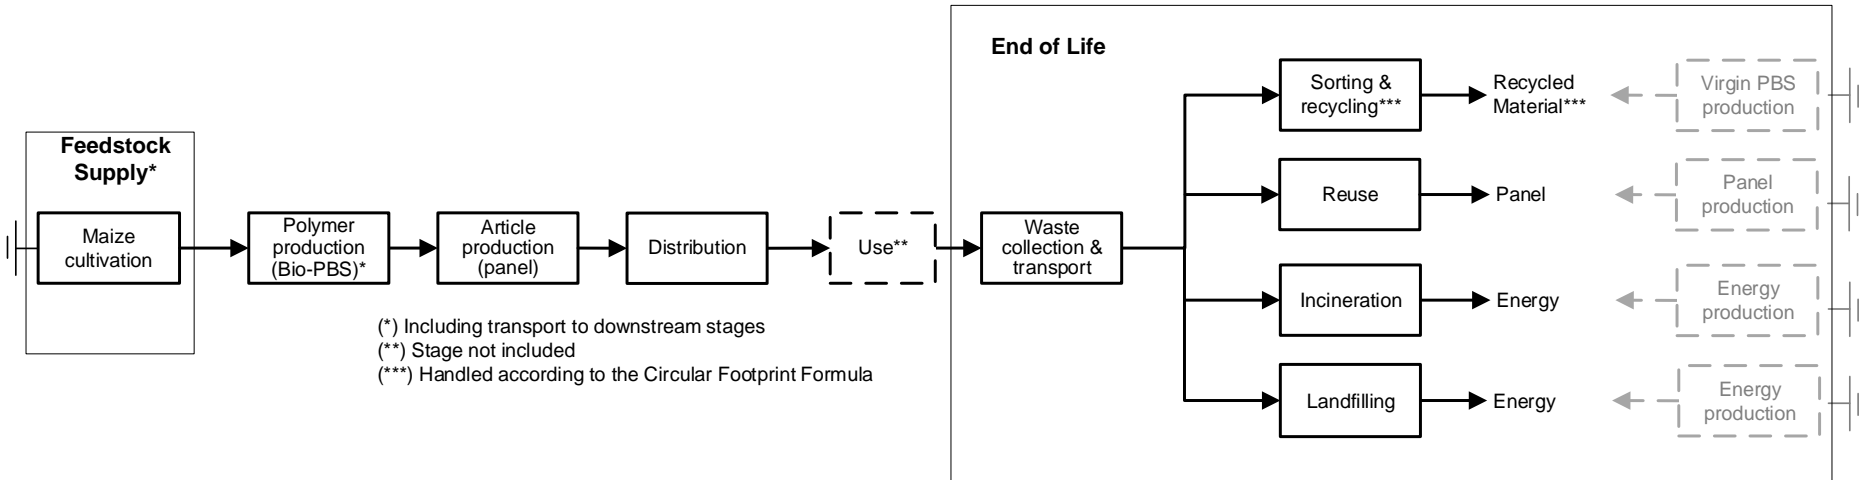 End of Life
Feedstock
Supply*
Maize
cultivation
Polymer
production
(Bio-PBS)*
Article
production
(panel)
Distribution
Use**
Waste
collection &
transport
Sorting &
recycling***
Recycled
Material***
Virgin PBS
production
Reuse
Panel
Panel
production
Incineration
Energy
Energy
production
Landfilling
Energy
Energy
production
(*) Including transport to downstream stages
(**) Stage not included
(***) Handled according to the Circular Footprint Formula